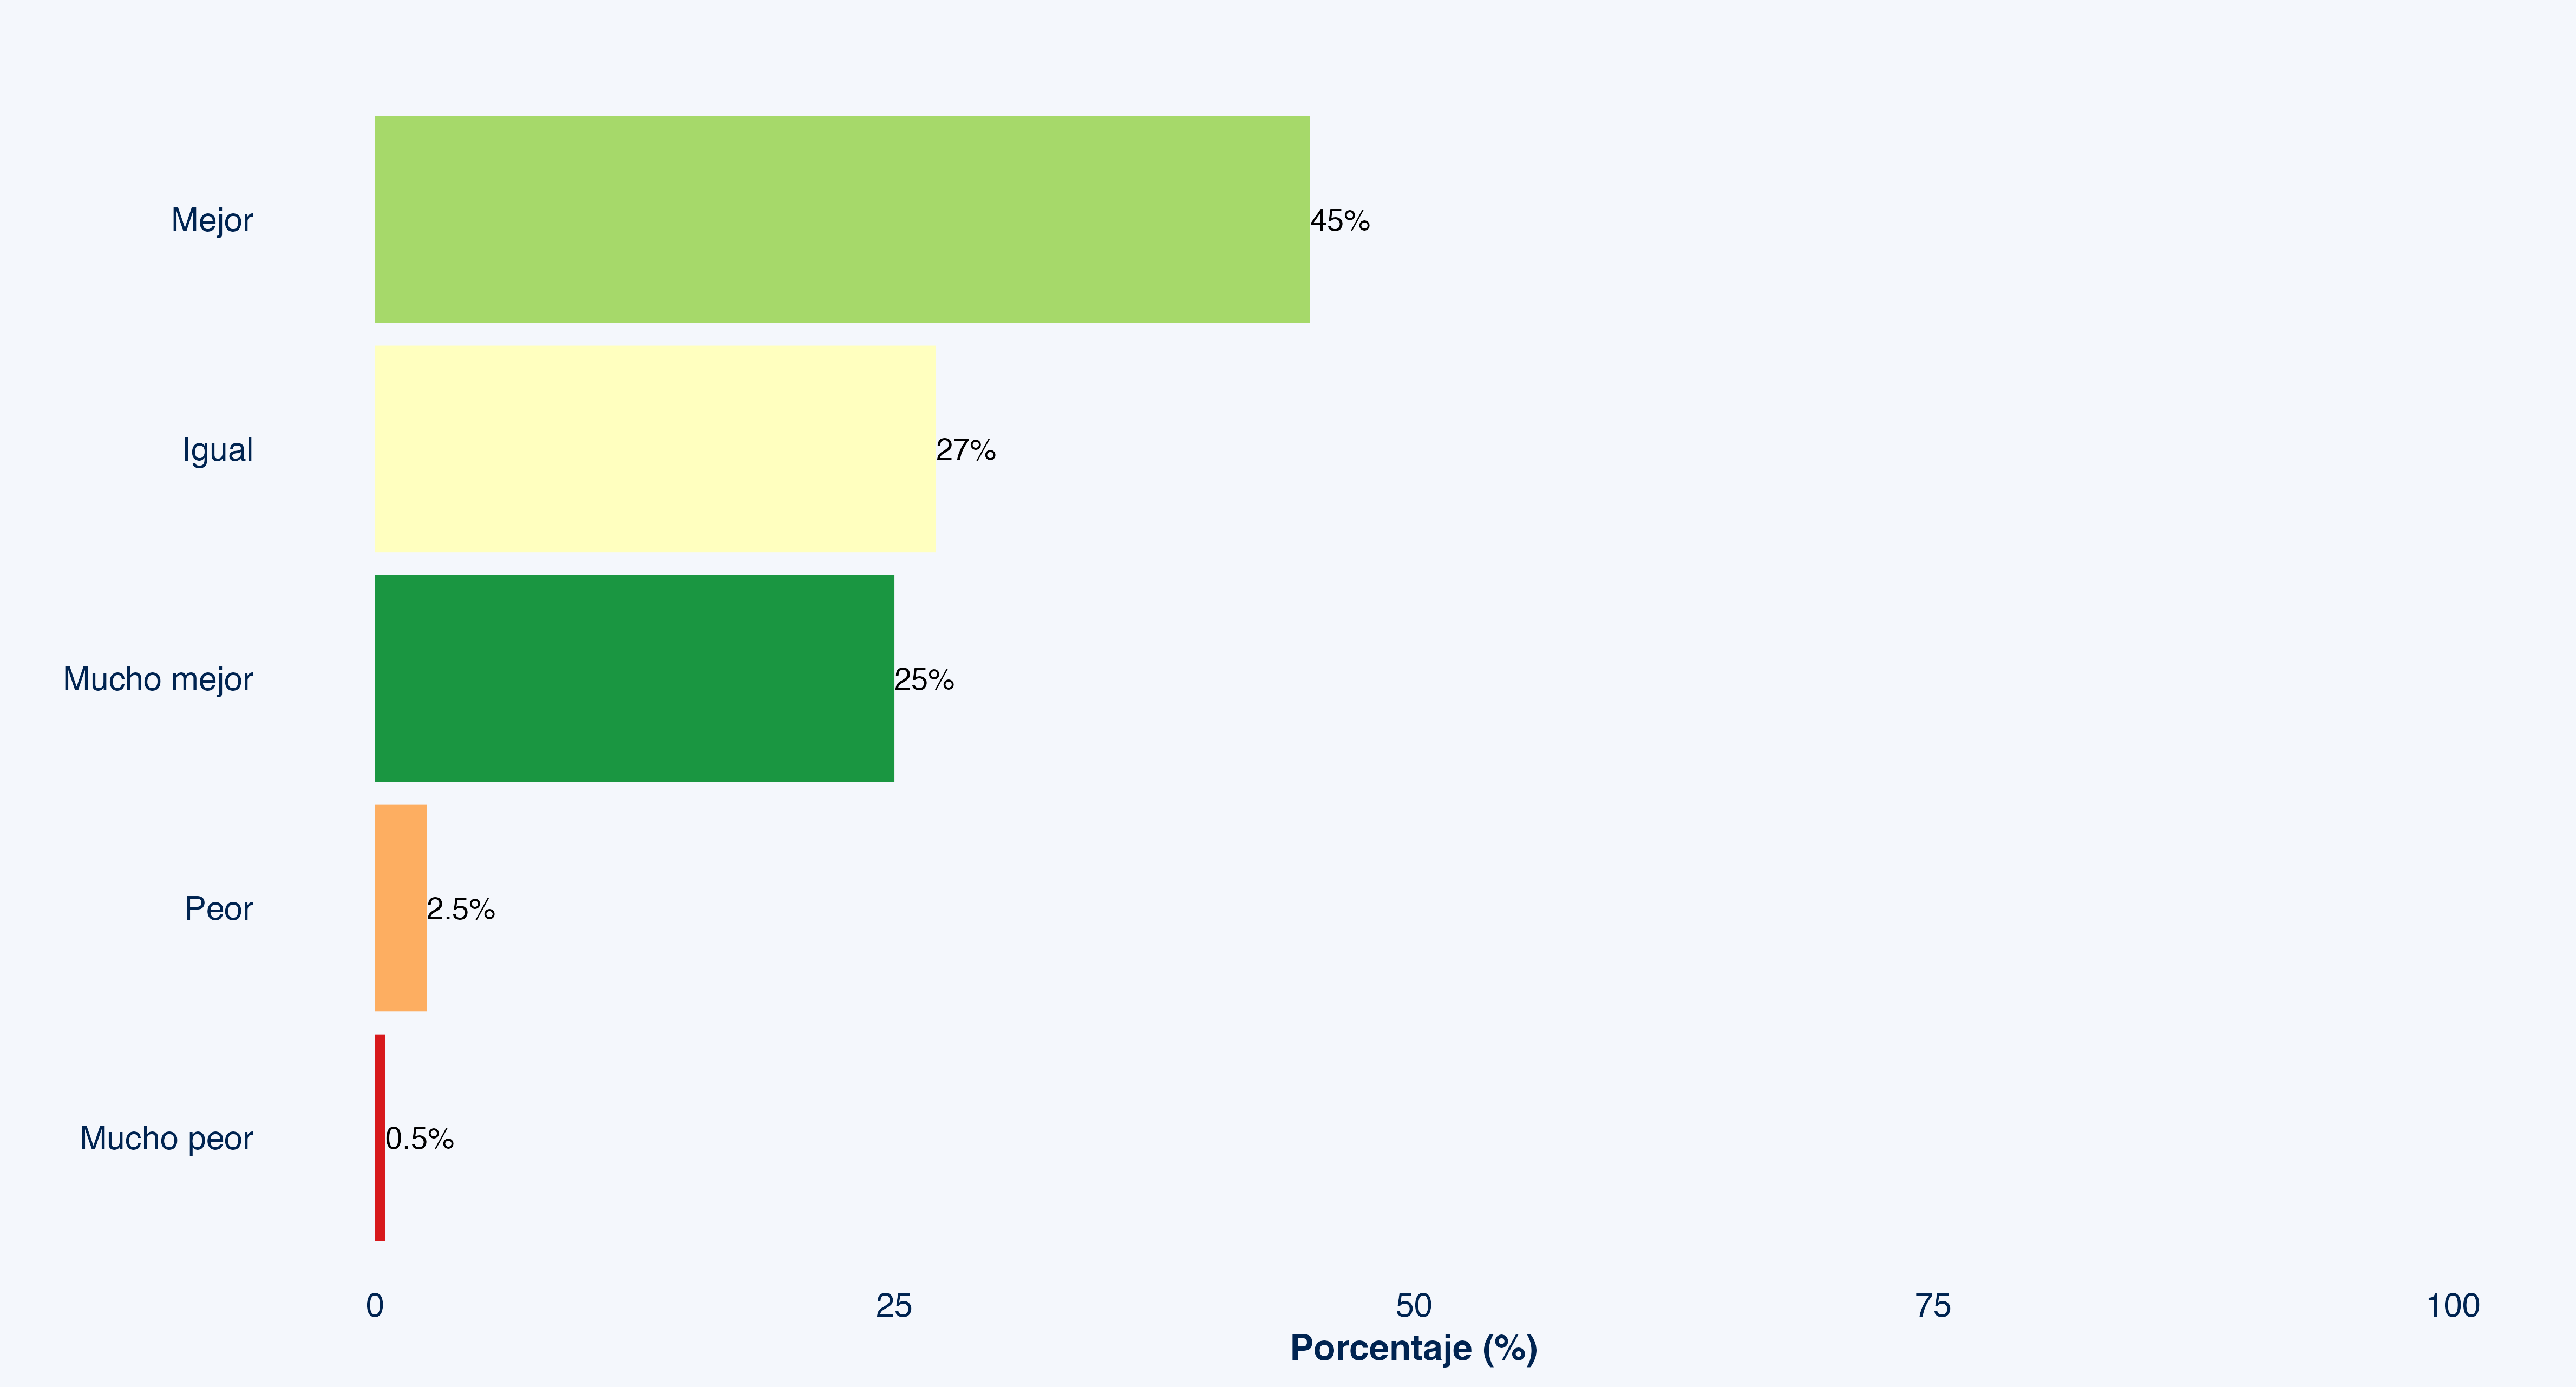 Mejor 45%
Igual 27%
Mucho mejor 25%
Peor 2.5%
Mucho peor 0.5%
0 25 50 75 100
Porcentaje (%)